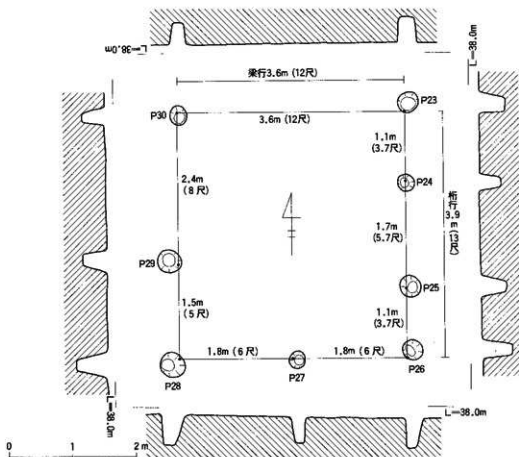 L=38.0m
L=38.0m
梁行3.6m (12尺)
P23
P30
3.6m (12尺)
1.1m
(3.7尺)
P24
2.4m
(8尺)
1.7m
(5.7尺)
桁行3.9m (13尺)
P29
P25
1.5m
(5尺)
1.1m
(3.7尺)
1.8m (6尺)
1.8m (6尺)
P26
P28
P27
L=38.0m
L=38.0m
0 1 2m